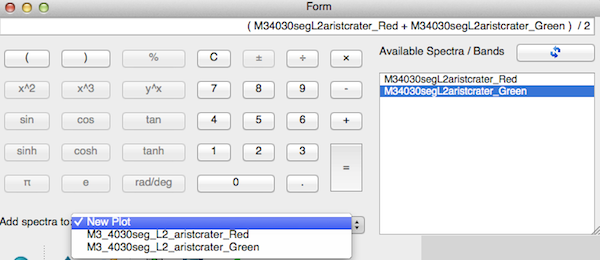 Form
( M34030segL2aristcrater_Red + M34030segL2aristcrater_Green ) / 2
( ) % C ± ÷ ×
Available Spectra / Bands
x^2 x^3 y^x 7 8 9 -
M34030segL2aristcrater_Red
M34030segL2aristcrater_Green
sin cos tan 4 5 6 +
sinh cosh tanh 1 2 3 =
π e rad/deg 0 .
Add spectra to: ✓ New Plot
M3_4030seg_L2_aristcrater_Red
M3_4030seg_L2_aristcrater_Green